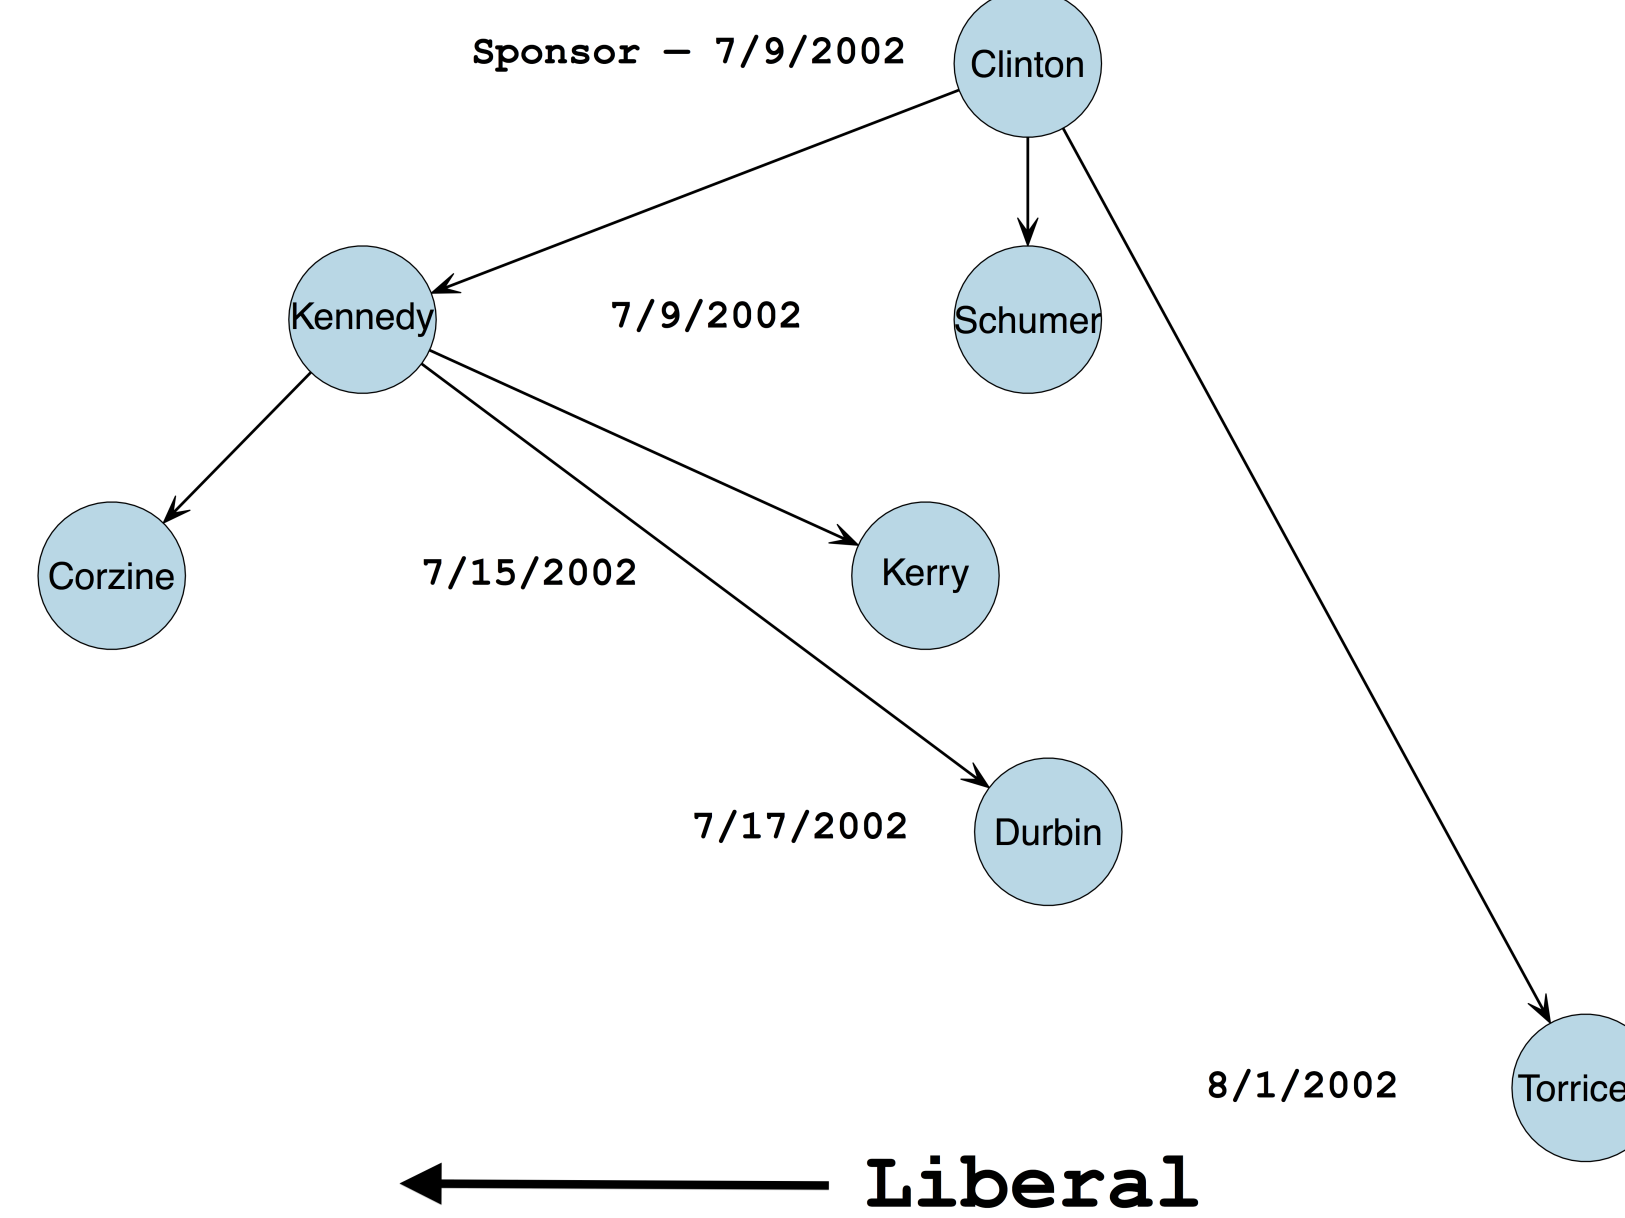 Sponsor – 7/9/2002
Clinton
Kennedy
7/9/2002
Schumer
Corzine
7/15/2002
Kerry
7/17/2002
Durbin
8/1/2002
Torrice
Liberal